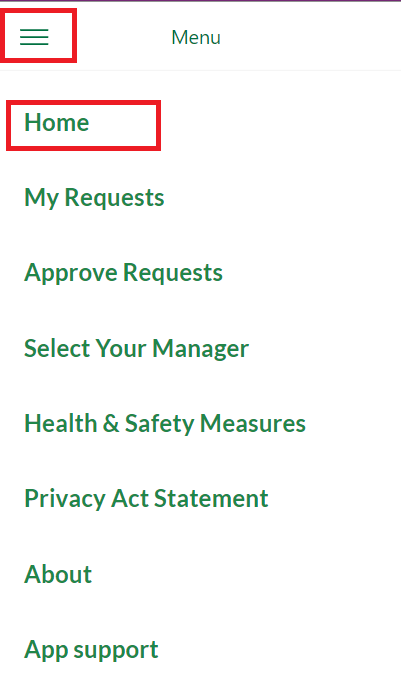 Menu
Home
My Requests
Approve Requests
Select Your Manager
Health & Safety Measures
Privacy Act Statement
About
App support